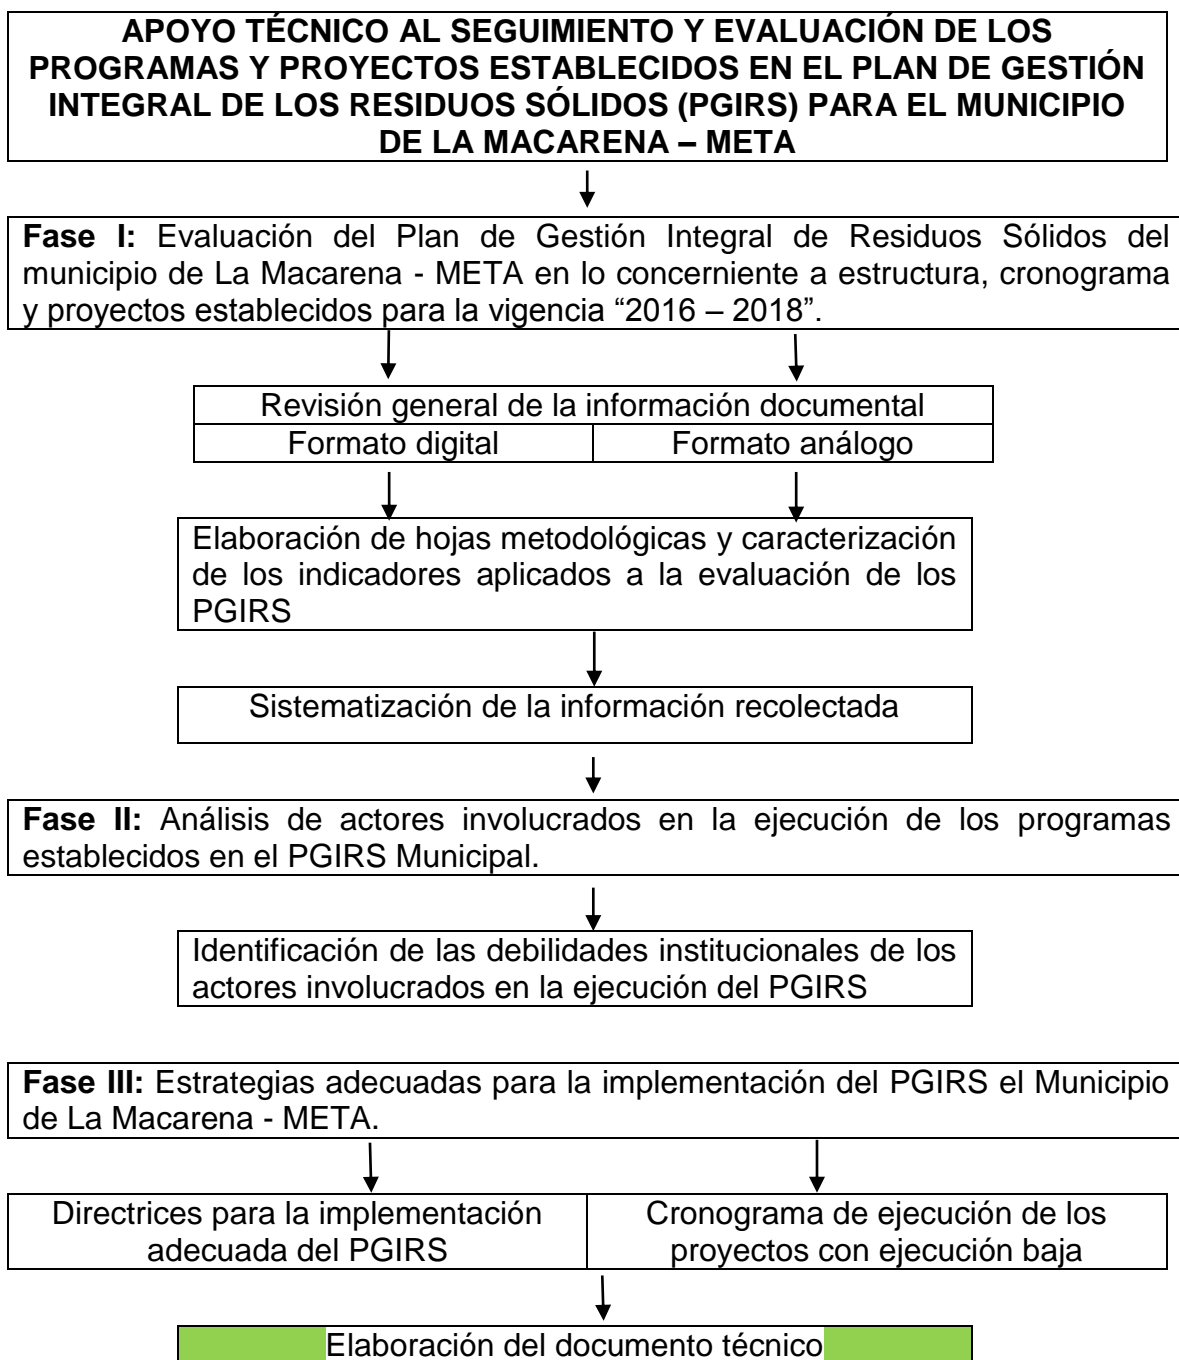 APOYO TÉCNICO AL SEGUIMIENTO Y EVALUACIÓN DE LOS
PROGRAMAS Y PROYECTOS ESTABLECIDOS EN EL PLAN DE GESTIÓN
INTEGRAL DE LOS RESIDUOS SÓLIDOS (PGIRS) PARA EL MUNICIPIO
DE LA MACARENA – META
Fase I: Evaluación del Plan de Gestión Integral de Residuos Sólidos del
municipio de La Macarena - META en lo concerniente a estructura, cronograma
y proyectos establecidos para la vigencia “2016 – 2018”.
Revisión general de la información documental
Formato digital
Formato análogo
Elaboración de hojas metodológicas y caracterización
de los indicadores aplicados a la evaluación de los
PGIRS
Sistematización de la información recolectada
Fase II: Análisis de actores involucrados en la ejecución de los programas
establecidos en el PGIRS Municipal.
Identificación de las debilidades institucionales de los
actores involucrados en la ejecución del PGIRS
Fase III: Estrategias adecuadas para la implementación del PGIRS el Municipio
de La Macarena - META.
Directrices para la implementación
adecuada del PGIRS
Cronograma de ejecución de los
proyectos con ejecución baja
Elaboración del documento técnico